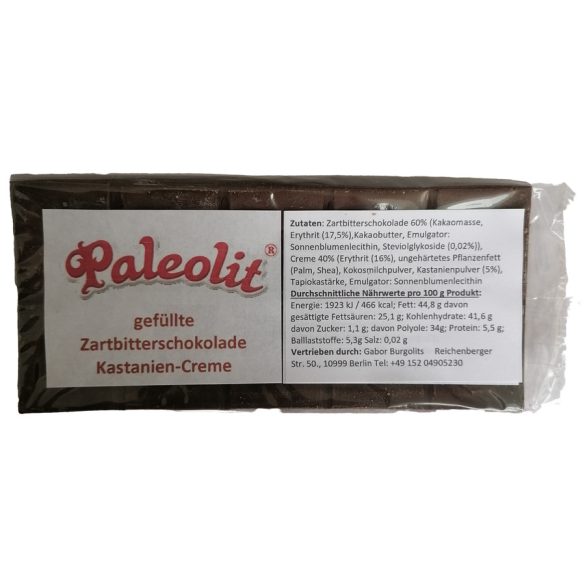 Paleolit®
gefüllte
Zartbitterschokolade
Kastanien-Creme
Zutaten: Zartbitterschokolade 60% (Kakaomasse,
Erythrit (17,5%),Kakaobutter, Emulgator:
Sonnenblumenlecithin, Steviolglykoside (0,02%)),
Creme 40% (Erythrit (16%), ungehärtetes Pflanzenfett
(Palm, Shea), Kokosmilchpulver, Kastanienpulver (5%),
Tapiokastärke, Emulgator: Sonnenblumenlecithin
Durchschnittliche Nährwerte pro 100 g Produkt:
Energie: 1923 kJ / 466 kcal; Fett: 44,8 g davon
gesättigte Fettsäuren: 25,1 g; Kohlenhydrate: 41,6 g
davon Zucker: 1,1 g; davon Polyole: 34g; Protein: 5,5 g;
Balllaststoffe: 5,3g Salz: 0,02 g
Vertrieben durch: Gabor Burgolits Reichenberger
Str. 50., 10999 Berlin Tel: +49 152 04905230